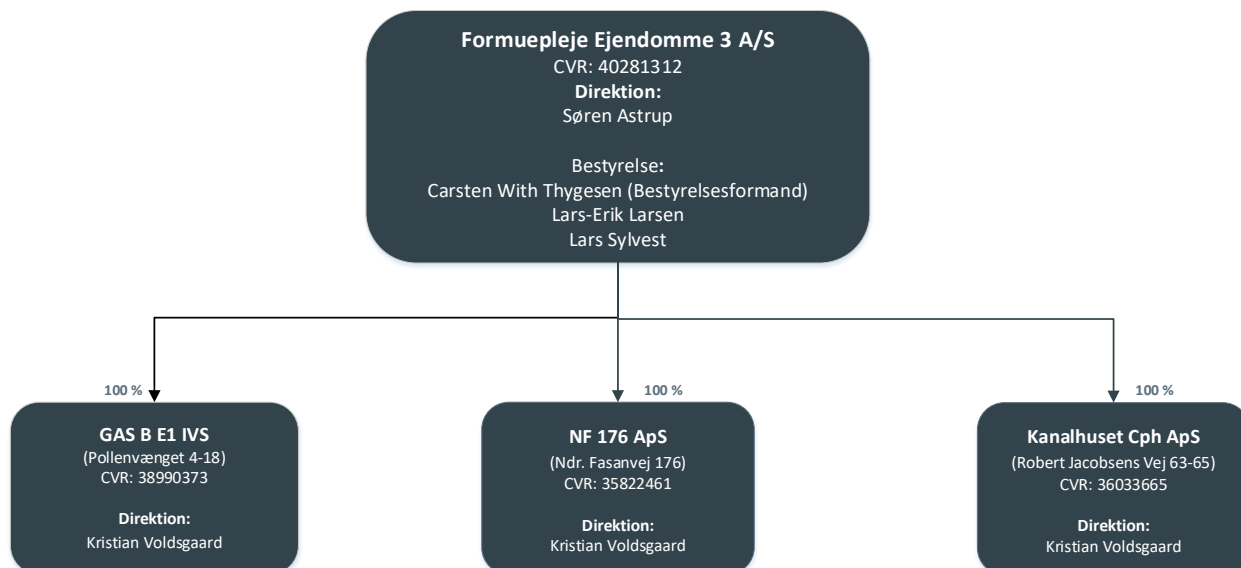 Formuepleje Ejendomme 3 A/S
CVR: 40281312
Direktion:
Søren Astrup
Bestyrelse:
Carsten With Thygesen (Bestyrelsesformand)
Lars-Erik Larsen
Lars Sylvest
100 %
GAS B E1 IVS
(Pollenvænget 4-18)
CVR: 38990373
Direktion:
Kristian Voldsgaard
100 %
NF 176 ApS
(Ndr. Fasanvej 176)
CVR: 35822461
Direktion:
Kristian Voldsgaard
100 %
Kanalhuset Cph ApS
(Robert Jacobsens Vej 63-65)
CVR: 36033665
Direktion:
Kristian Voldsgaard